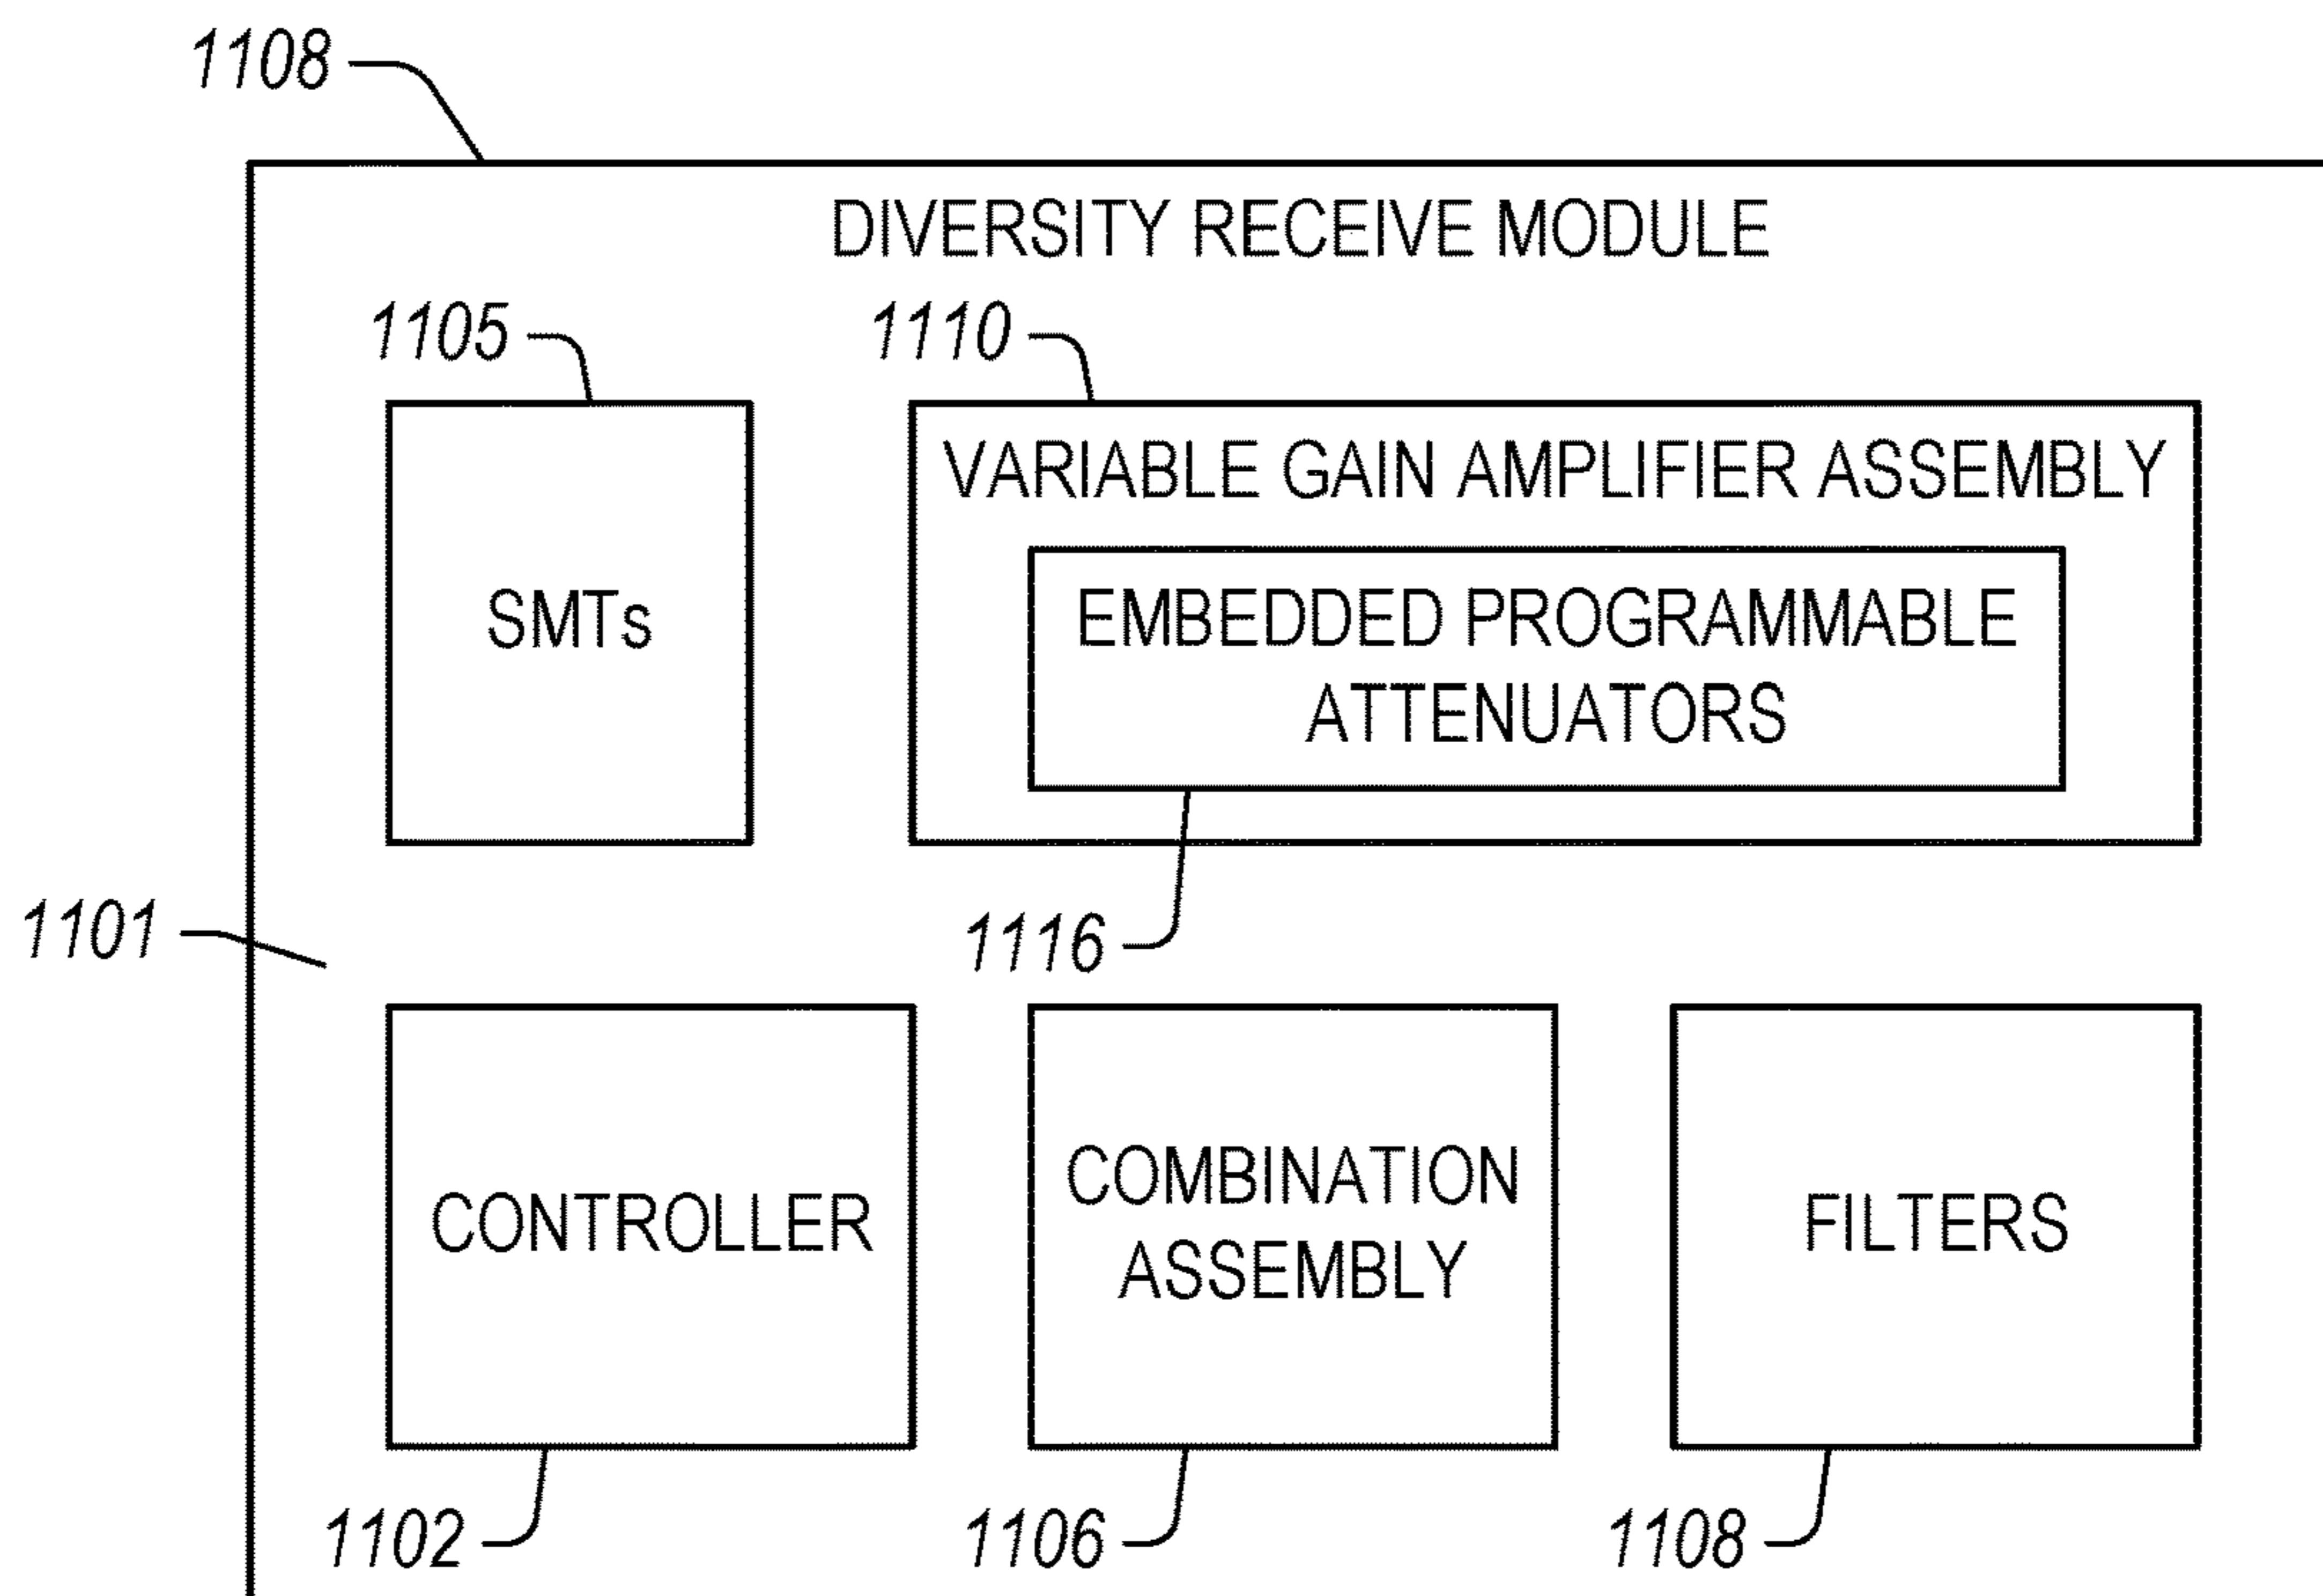 1108
DIVERSITY RECEIVE MODULE
1105
1110
VARIABLE GAIN AMPLIFIER ASSEMBLY
SMTs
EMBEDDED PROGRAMMABLE
ATTENUATORS
1101
1116
CONTROLLER
COMBINATION
ASSEMBLY
FILTERS
1102
1106
1108